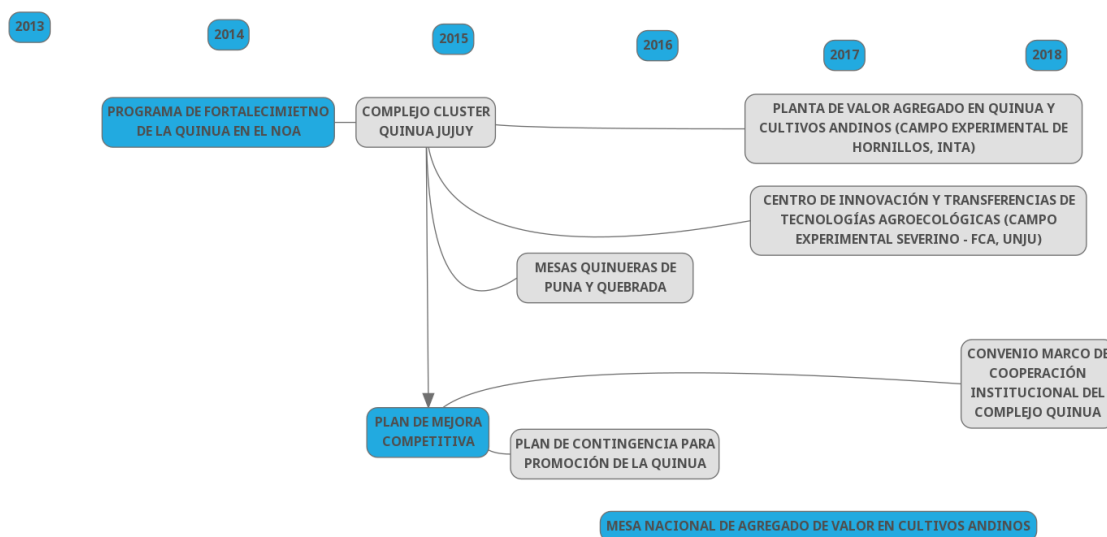 2013
2014
2015
2016
2017
2018
PROGRAMA DE FORTALECIMIETNO
DE LA QUINUA EN EL NOA
COMPLEJO CLUSTER
QUINUA JUJUY
PLANTA DE VALOR AGREGADO EN QUINUA Y
CULTIVOS ANDINOS (CAMPO EXPERIMENTAL DE
HORNILLOS, INTA)
CENTRO DE INNOVACIÓN Y TRANSFERENCIAS DE
TECNOLOGÍAS AGROECOLÓGICAS (CAMPO
EXPERIMENTAL SEVERINO - FCA, UNJU)
MESAS QUINUERAS DE
PUNA Y QUEBRADA
CONVENIO MARCO DE
COOPERACIÓN
INSTITUCIONAL DEL
COMPLEJO QUINUA
PLAN DE MEJORA
COMPETITIVA
PLAN DE CONTINGENCIA PARA
PROMOCIÓN DE LA QUINUA
MESA NACIONAL DE AGREGADO DE VALOR EN CULTIVOS ANDINOS